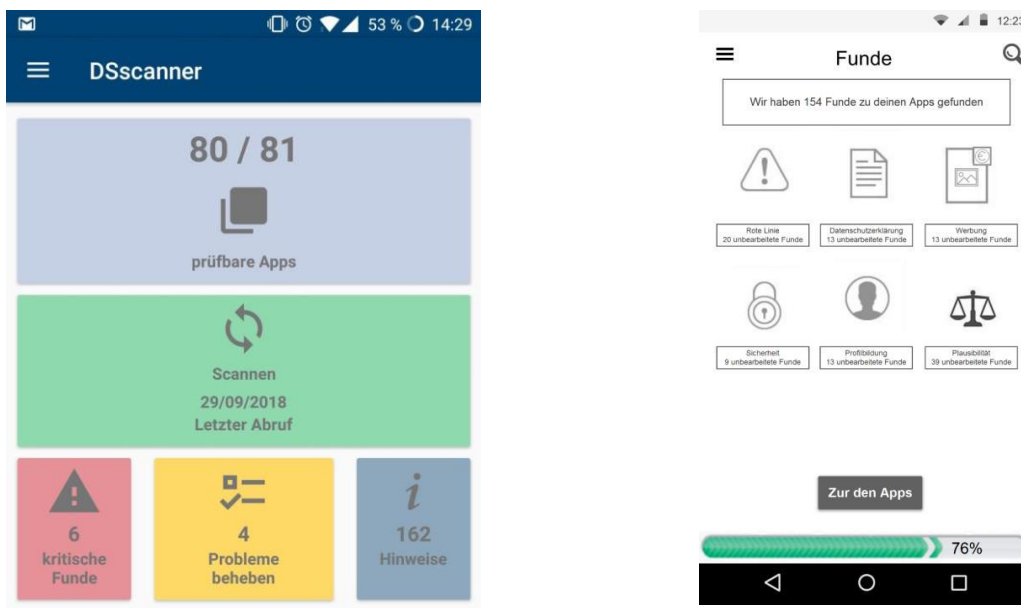 53 % 14:29
DSscanner
80 / 81
prüfbare Apps
Scannen
29/09/2018
Letzter Abruf
6
kritische
Funde
4
Probleme
beheben
162
Hinweise
12:23
Funde
Wir haben 154 Funde zu deinen Apps gefunden
Rote Linie
20 unbearbeitete Funde
Datenschutzerklärung
13 unbearbeitete Funde
Werbung
13 unbearbeitete Funde
Sicherheit
9 unbearbeitete Funde
Profilbildung
13 unbearbeitete Funde
Plausibilität
39 unbearbeitete Funde
Zur den Apps
76%